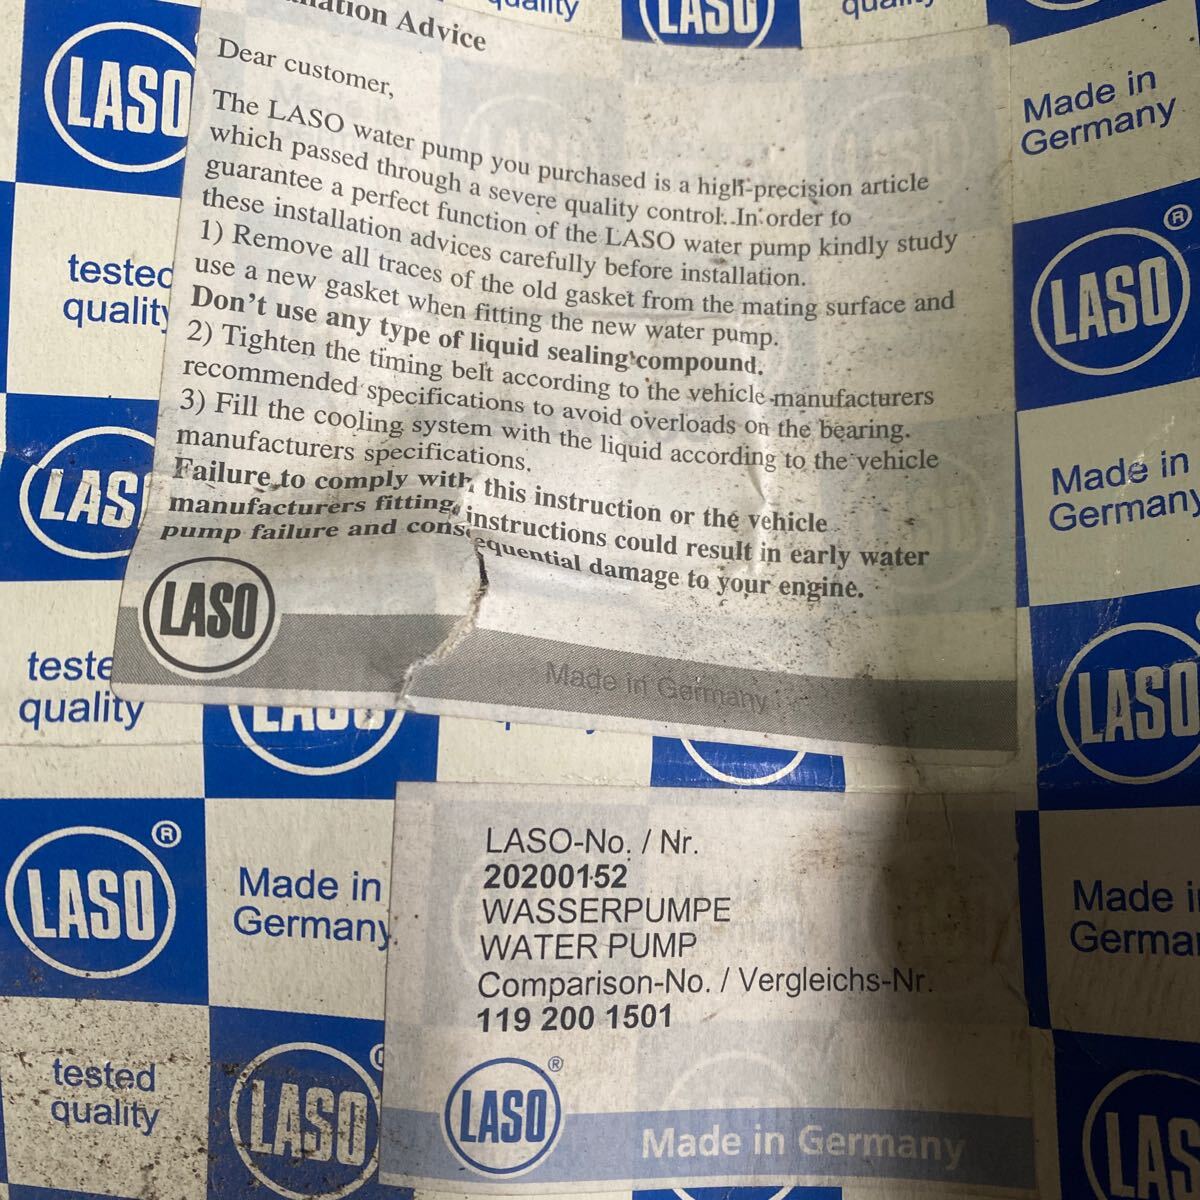 quality
LASO
Advice
LASO
Dear customer,
The LASO water pump you purchased is a high-precision article
which passed through a severe quality control. In order to
guarantee a perfect function of the LASO water pump kindly study
these installation advices carefully before installation.
1) Remove all traces of the old gasket from the mating surface and
use a new gasket when fitting the new water pump.
Don't use any type of liquid sealing compound.
2) Tighten the timing belt according to the vehicle manufacturers
recommended specifications to avoid overloads on the bearing.
3) Fill the cooling system with the liquid according to the vehicle
manufacturers specifications.
Failure to comply with this instruction or the vehicle
manufacturers fitting instructions could result in early water
pump failure and consequential damage to your engine.
LASO
Made in Germany
Made in
Germany
®
LASO
tested
quality
LAS
Made in
Germany
teste
quality
LASO
LASO
®
LASO
Made in
Germany
LASO-No. / Nr.
20200152
WASSERPUMPE
WATER PUMP
Comparison-No. / Vergleichs-Nr.
119 200 1501
®
LASO
Made in Germany
Made i
Germa
tested
quality
LASO
LAS